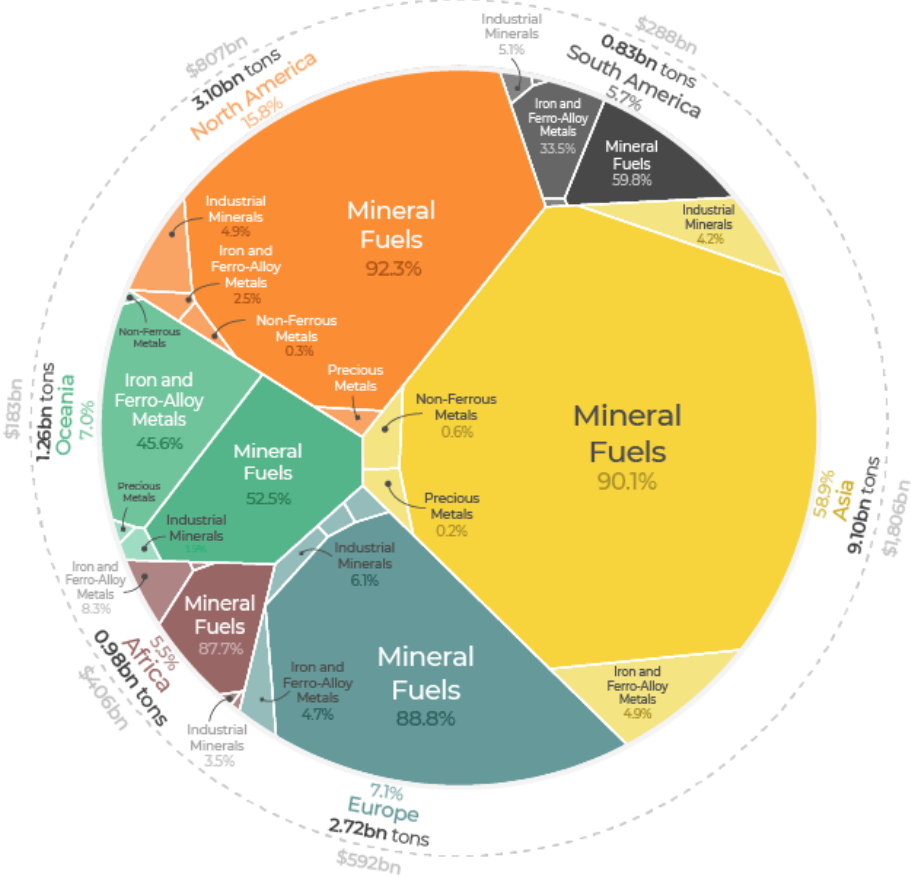 $288bn
0.83bn tons
South America
5.7%
Industrial
Minerals
5.1%
Iron and
Ferro-Alloy
Metals
33.5%
Mineral
Fuels
59.8%
$807bn
3.10bn tons
North America
15.8%
Mineral
Fuels
92.3%
Industrial
Minerals
4.9%
Iron and
Ferro-Alloy
Metals
2.5%
Non-Ferrous
Metals
0.3%
Precious
Metals
Industrial
Minerals
4.2%
Mineral
Fuels
90.1%
Non-Ferrous
Metals
0.6%
Precious
Metals
0.2%
Iron and
Ferro-Alloy
Metals
4.9%
58.9%
Asia
9.10bn tons
$1,806bn
$183bn
1.26bn tons
Oceania
7.0%
Non-Ferrous
Metals
Iron and
Ferro-Alloy
Metals
45.6%
Mineral
Fuels
52.5%
Precious
Metals
Industrial
Minerals
Iron and
Ferro-Alloy
Metals
8.3%
Mineral
Fuels
87.7%
Industrial
Minerals
3.5%
5.5%
Africa
0.98bn tons
$406bn
Industrial
Minerals
6.1%
Iron and
Ferro-Alloy
Metals
4.7%
Mineral
Fuels
88.8%
7.1%
Europe
2.72bn tons
$592bn